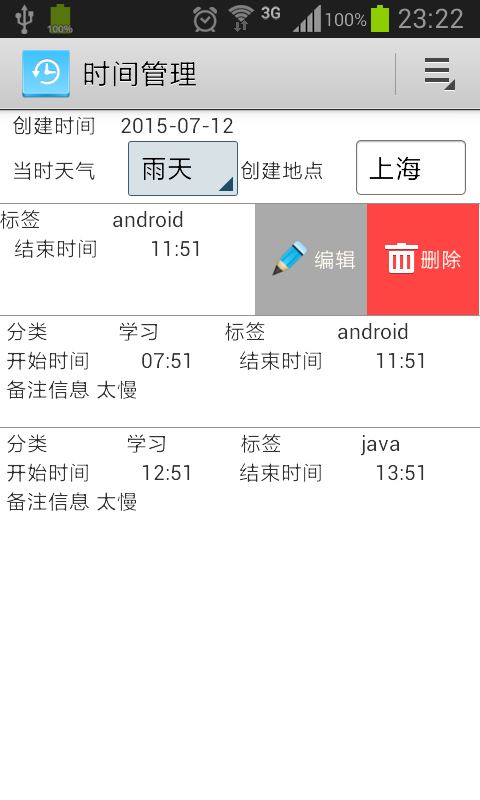 100% 3G 100% 23:22
时间管理
创建时间 2015-07-12
当时天气 雨天 创建地点 上海
标签 android
结束时间 11:51
编辑 删除
分类 学习 标签 android
开始时间 07:51 结束时间 11:51
备注信息 太慢
分类 学习 标签 java
开始时间 12:51 结束时间 13:51
备注信息 太慢